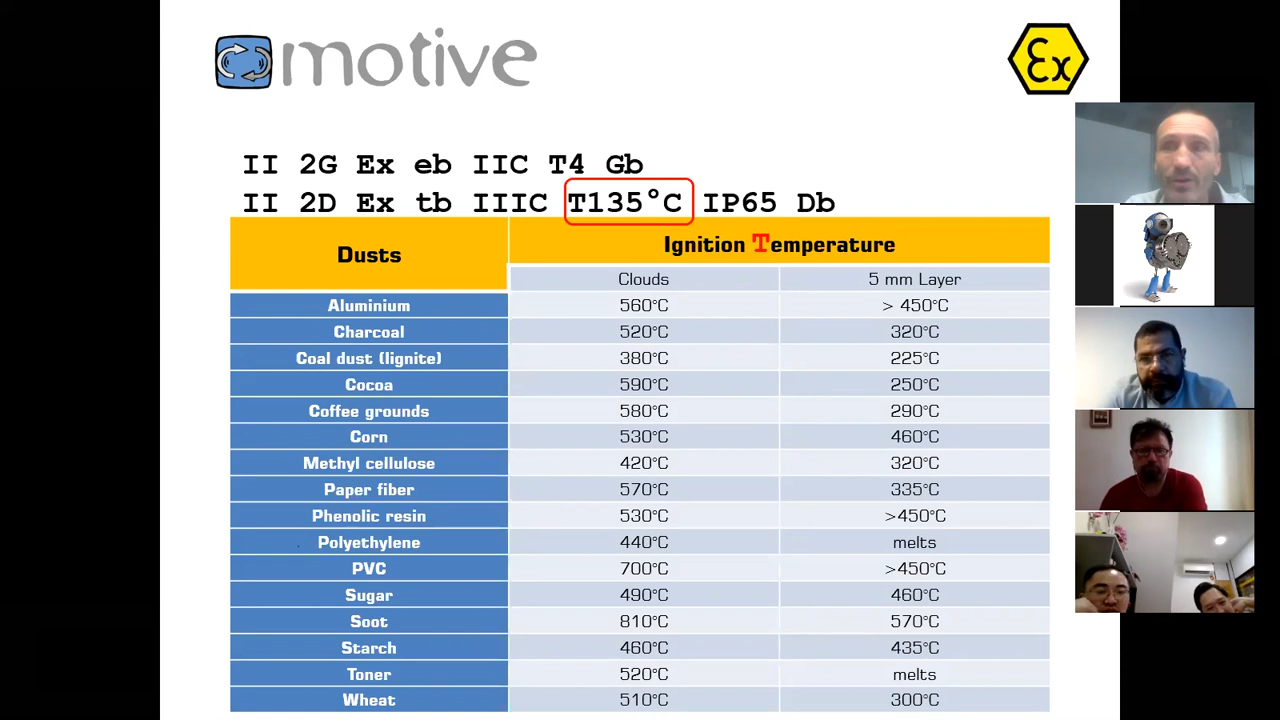 motive
Ex
II 2G Ex eb IIC T4 Gb
II 2D Ex tb IIIC T135°C IP65 Db
Dusts Ignition Temperature
Clouds 5 mm Layer
Aluminium 560°C > 450°C
Charcoal 520°C 320°C
Coal dust (lignite) 380°C 225°C
Cocoa 590°C 250°C
Coffee grounds 580°C 290°C
Corn 530°C 460°C
Methyl cellulose 420°C 320°C
Paper fiber 570°C 335°C
Phenolic resin 530°C >450°C
Polyethylene 440°C melts
PVC 700°C >450°C
Sugar 490°C 460°C
Soot 810°C 570°C
Starch 460°C 435°C
Toner 520°C melts
Wheat 510°C 300°C